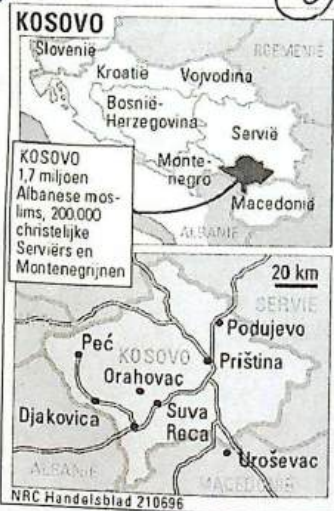 KOSOVO
ROEMENIË
Slovenië
Kroatië
Vojvodina
Bosnië-
Herzegovina
Servië
Monte-
negro
Macedonië
ALBANIË
KOSOVO
1,7 miljoen
Albanese mos-
lims, 200.000
christelijke
Serviërs en
Montenegrijnen
20 km
SERVIË
Podujevo
Peć
KOSOVO
Priština
Orahovac
Djakovica
Suva
Reca
Uroševac
ALBANIË
MACEDONIË
NRC Handelsblad 210696